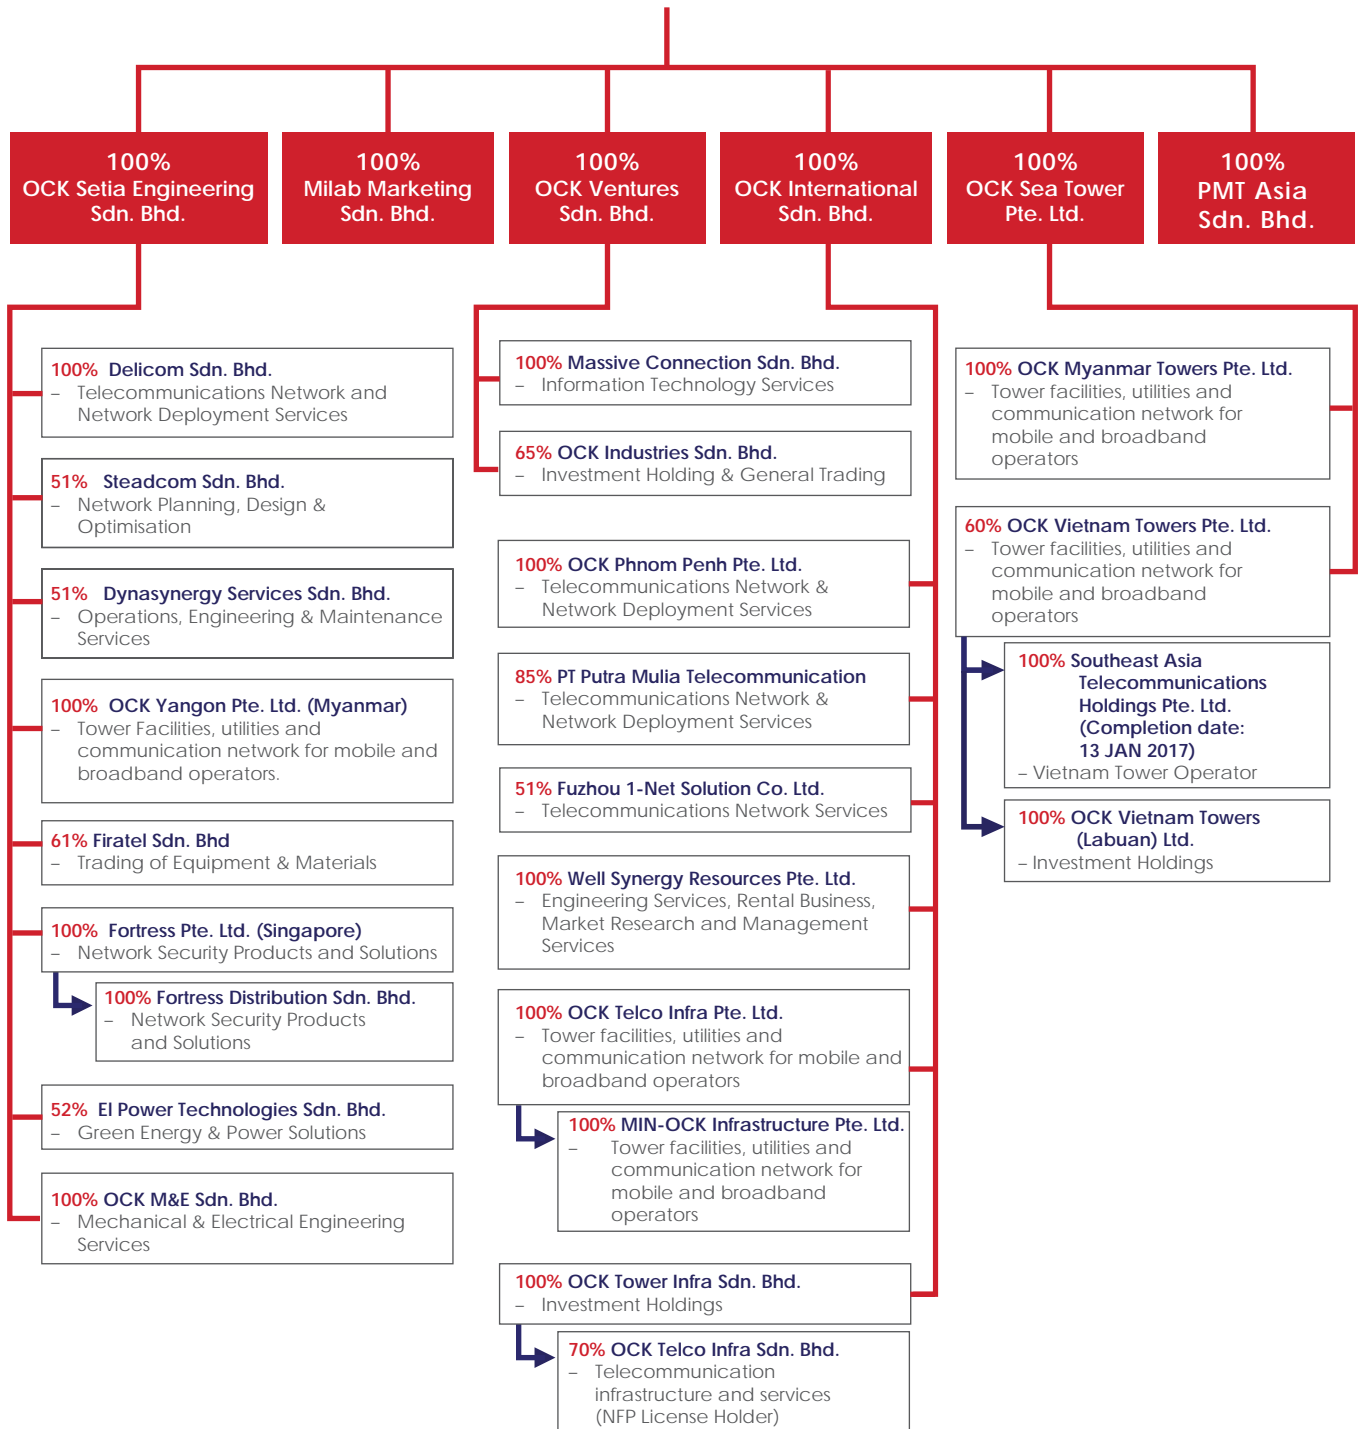 100%
OCK Setia Engineering
Sdn. Bhd.
100%
Milab Marketing
Sdn. Bhd.
100%
OCK Ventures
Sdn. Bhd.
100%
OCK International
Sdn. Bhd.
100%
OCK Sea Tower
Pte. Ltd.
100%
PMT Asia
Sdn. Bhd.
100% Delicom Sdn. Bhd.
– Telecommunications Network and
Network Deployment Services
51% Steadcom Sdn. Bhd.
– Network Planning, Design &
Optimisation
51% Dynasynergy Services Sdn. Bhd.
– Operations, Engineering & Maintenance
Services
100% OCK Yangon Pte. Ltd. (Myanmar)
– Tower Facilities, utilities and
communication network for mobile and
broadband operators.
61% Firatel Sdn. Bhd
– Trading of Equipment & Materials
100% Fortress Pte. Ltd. (Singapore)
– Network Security Products and Solutions
100% Fortress Distribution Sdn. Bhd.
– Network Security Products
and Solutions
52% EI Power Technologies Sdn. Bhd.
– Green Energy & Power Solutions
100% OCK M&E Sdn. Bhd.
– Mechanical & Electrical Engineering
Services
100% Massive Connection Sdn. Bhd.
– Information Technology Services
65% OCK Industries Sdn. Bhd.
– Investment Holding & General Trading
100% OCK Phnom Penh Pte. Ltd.
– Telecommunications Network &
Network Deployment Services
85% PT Putra Mulia Telecommunication
– Telecommunications Network &
Network Deployment Services
51% Fuzhou 1-Net Solution Co. Ltd.
– Telecommunications Network Services
100% Well Synergy Resources Pte. Ltd.
– Engineering Services, Rental Business,
Market Research and Management
Services
100% OCK Telco Infra Pte. Ltd.
– Tower facilities, utilities and
communication network for mobile and
broadband operators
100% MIN-OCK Infrastructure Pte. Ltd.
– Tower facilities, utilities and
communication network for
mobile and broadband
operators
100% OCK Tower Infra Sdn. Bhd.
– Investment Holdings
70% OCK Telco Infra Sdn. Bhd.
– Telecommunication
infrastructure and services
(NFP License Holder)
100% OCK Myanmar Towers Pte. Ltd.
– Tower facilities, utilities and
communication network for
mobile and broadband
operators
60% OCK Vietnam Towers Pte. Ltd.
– Tower facilities, utilities and
communication network for
mobile and broadband
operators
100% Southeast Asia
Telecommunications
Holdings Pte. Ltd.
(Completion date:
13 JAN 2017)
– Vietnam Tower Operator
100% OCK Vietnam Towers
(Labuan) Ltd.
– Investment Holdings